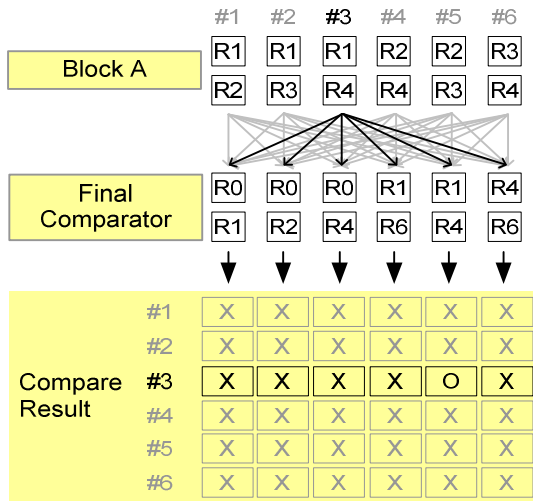 #1 #2 #3 #4 #5 #6
Block A
R1 R1 R1 R2 R2 R3
R2 R3 R4 R4 R3 R4
Final
Comparator
R0 R0 R0 R1 R1 R4
R1 R2 R4 R6 R4 R6
Compare
Result
#1 X X X X X X
#2 X X X X X X
#3 X X X X O X
#4 X X X X X X
#5 X X X X X X
#6 X X X X X X